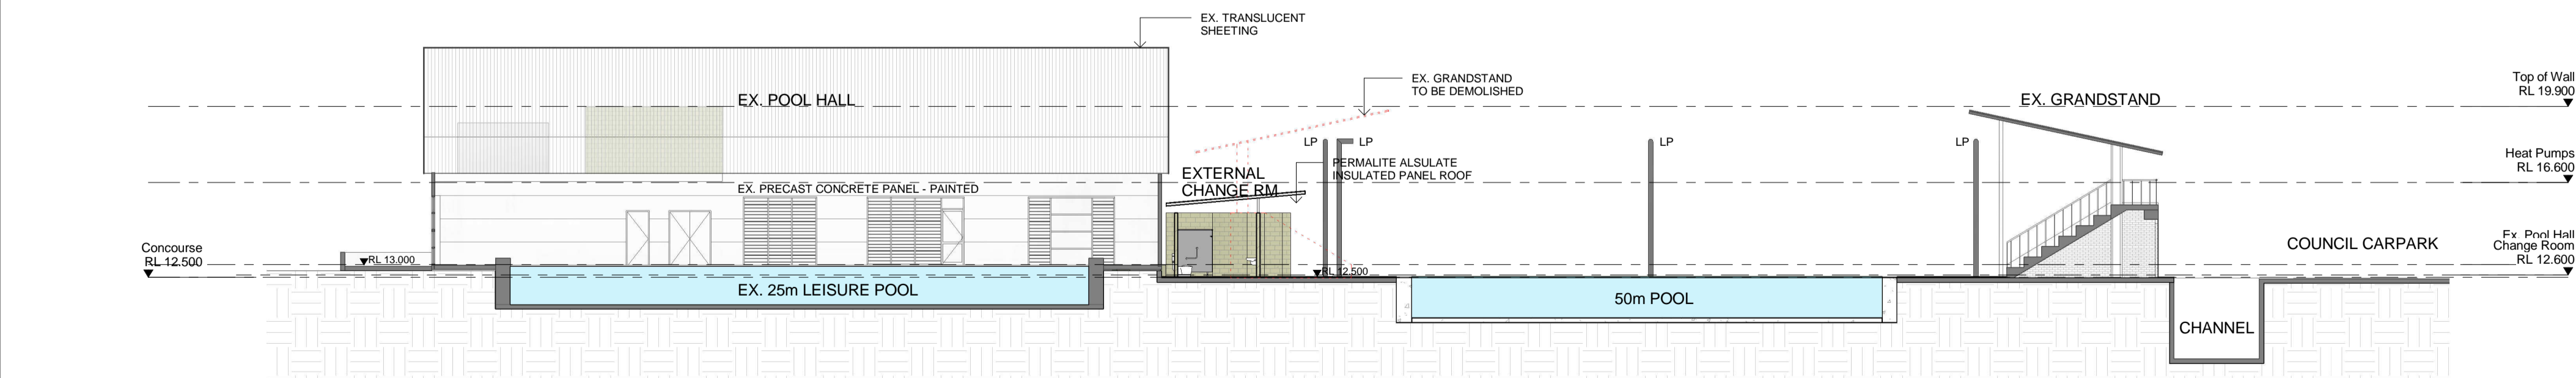 EX. TRANSLUCENT
SHEETING
EX. GRANDSTAND
TO BE DEMOLISHED
Top of Wall
RL 19.900
EX. POOL HALL
EX. GRANDSTAND
LP
LP
LP
LP
PERMALITE ALSULATE
INSULATED PANEL ROOF
Heat Pumps
RL 16.600
EXTERNAL
CHANGE RM
EX. PRECAST CONCRETE PANEL - PAINTED
Concourse
RL 12.500
RL 13.000
RL 12.500
COUNCIL CARPARK
Ex. Pool Hall
Change Room
RL 12.600
EX. 25m LEISURE POOL
50m POOL
CHANNEL